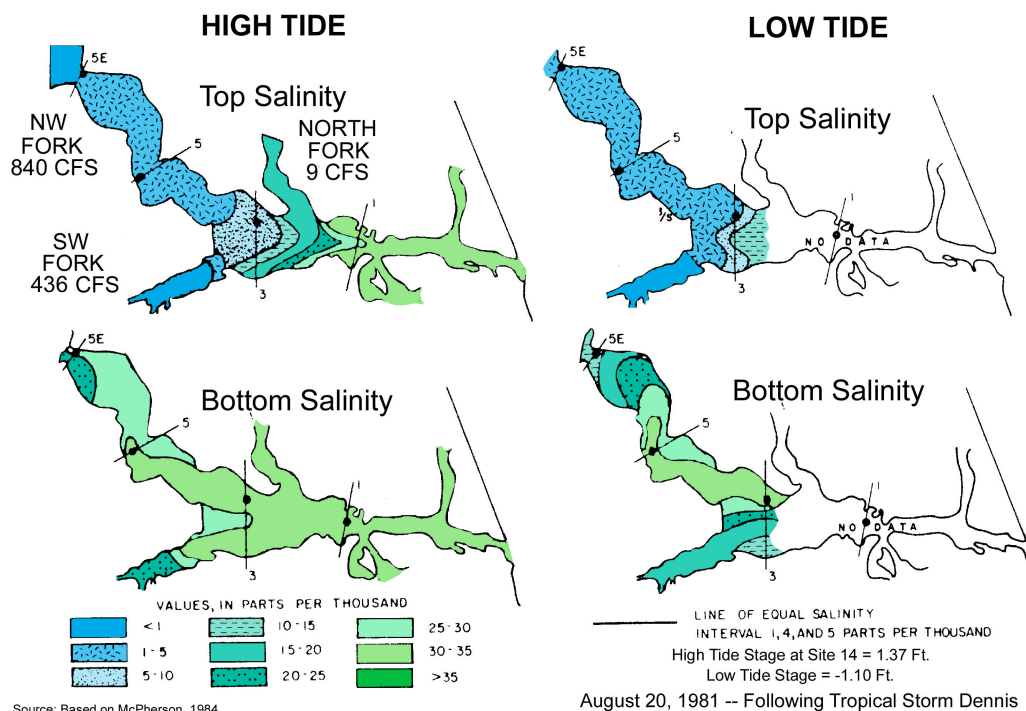 HIGH TIDE
LOW TIDE
5E
Top Salinity
NW
FORK
840 CFS
5
NORTH
FORK
9 CFS
1
SW
FORK
436 CFS
3
5E
Top Salinity
5
1
NO DATA
3
5E
Bottom Salinity
5
1
3
5E
Bottom Salinity
5
1
NO DATA
3
VALUES, IN PARTS PER THOUSAND
<1
1-5
5-10
10-15
15-20
20-25
25-30
30-35
>35
LINE OF EQUAL SALINITY
INTERVAL 1, 4, AND 5 PARTS PER THOUSAND
High Tide Stage at Site 14 = 1.37 Ft.
Low Tide Stage = -1.10 Ft.
August 20, 1981 -- Following Tropical Storm Dennis
Source: Based on McPherson, 1984